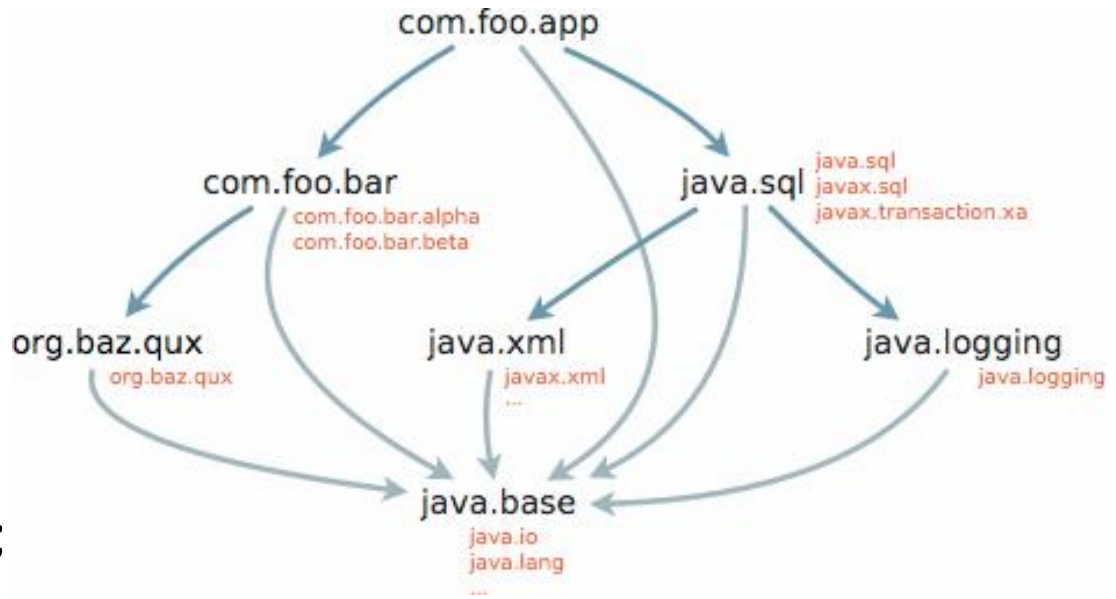 com.foo.app
com.foo.bar
com.foo.bar.alpha
com.foo.bar.beta
java.sql
java.sql
javax.sql
javax.transaction.xa
org.baz.qux
org.baz.qux
java.xml
javax.xml
...
java.logging
java.logging
java.base
java.io
java.lang
...
;